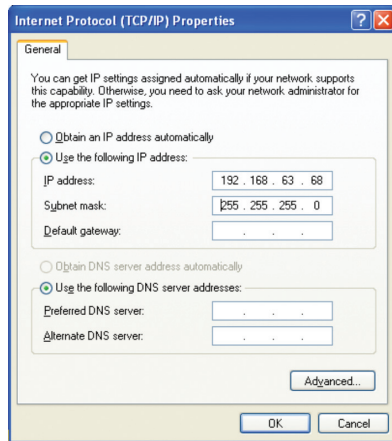 Internet Protocol (TCP/IP) Properties
General
You can get IP settings assigned automatically if your network supports
this capability. Otherwise, you need to ask your network administrator for
the appropriate IP settings.
Obtain an IP address automatically
Use the following IP address:
IP address: 192 . 168 . 63 . 68
Subnet mask: 255 . 255 . 255 . 0
Default gateway: . . .
Obtain DNS server address automatically
Use the following DNS server addresses:
Preferred DNS server: . . .
Alternate DNS server: . . .
Advanced...
OK Cancel